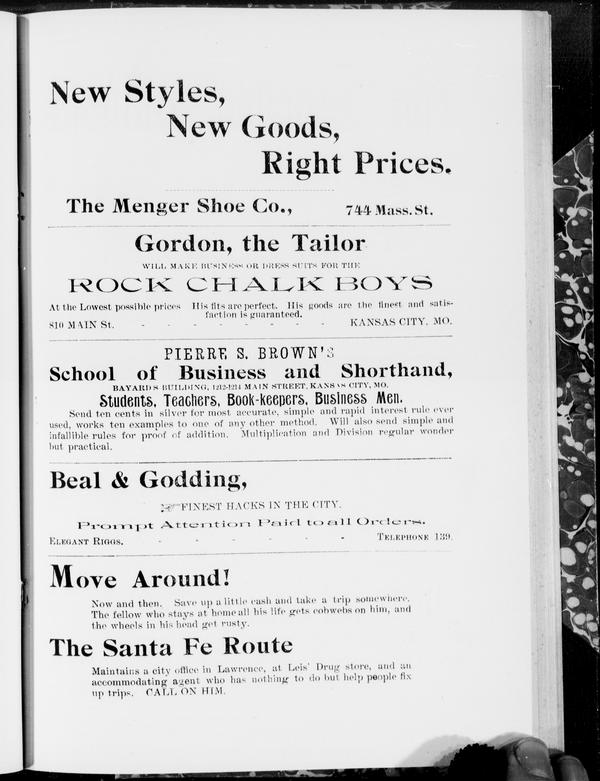 New Styles,
New Goods,
Right Prices.
The Menger Shoe Co., 744 Mass. St.
Gordon, the Tailor
WILL MAKE BUSINESS OR DRESS SUITS FOR THE
ROCK CHALK BOYS
At the Lowest possible prices His fits are perfect. His goods are the finest and satis-
faction is guaranteed.
810 MAIN St. - - - - - - - - KANSAS CITY, MO.
PIERRE S. BROWN'S
School of Business and Shorthand,
BAYARDS BUILDING, 1212-1214 MAIN STREET, KANSAS CITY, MO.
Students, Teachers, Book-keepers, Business Men.
Send ten cents in silver for most accurate, simple and rapid interest rule ever
used, works ten examples to one of any other method. Will also send simple and
infallible rules for proof of addition. Multiplication and Division regular wonder
but practical.
Beal & Godding,
FINEST HACKS IN THE CITY.
Prompt Attention Paid to all Orders.
ELEGANT RIGGS. - - - - - - TELEPHONE 139.
Move Around!
Now and then. Save up a little cash and take a trip somewhere.
The fellow who stays at home all his life gets cobwebs on him, and
the wheels in his head get rusty.
The Santa Fe Route
Maintains a city office in Lawrence, at Leis' Drug store, and an
accommodating agent who has nothing to do but help people fix
up trips. CALL ON HIM.